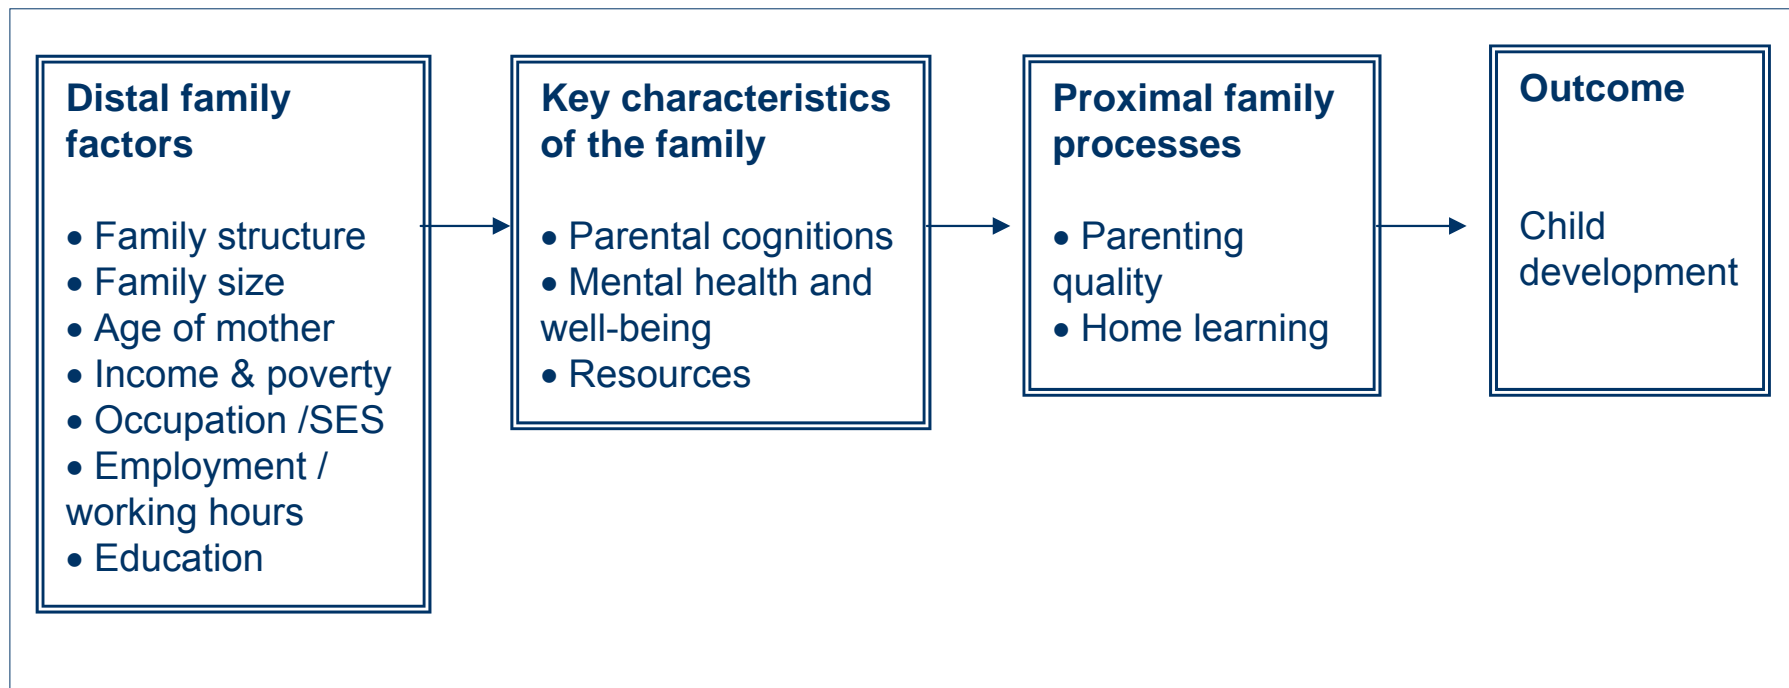 Distal family
factors
• Family structure
• Family size
• Age of mother
• Income & poverty
• Occupation /SES
• Employment /
working hours
• Education
Key characteristics
of the family
• Parental cognitions
• Mental health and
well-being
• Resources
Proximal family
processes
• Parenting
quality
• Home learning
Outcome
Child
development